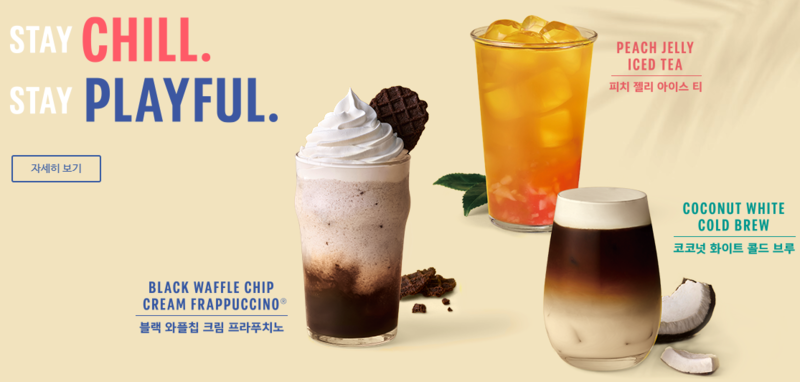 STAY CHILL.
STAY PLAYFUL.
자세히 보기
PEACH JELLY
ICED TEA
피치 젤리 아이스 티
COCONUT WHITE
COLD BREW
코코넛 화이트 콜드 브루
BLACK WAFFLE CHIP
CREAM FRAPPUCCINO®
블랙 와플칩 크림 프라푸치노